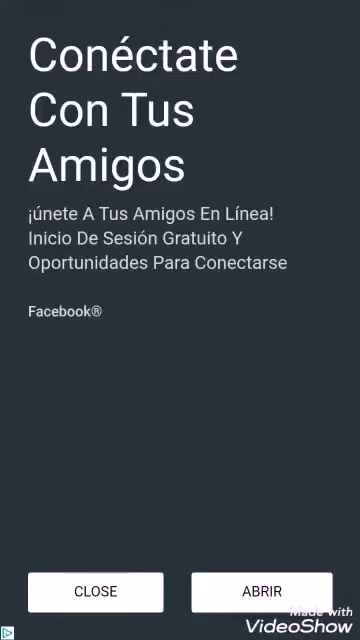 Conéctate
Con Tus
Amigos
¡únete A Tus Amigos En Línea!
Inicio De Sesión Gratuito Y
Oportunidades Para Conectarse
Facebook®
CLOSE
ABRIR
Made with
VideoShow